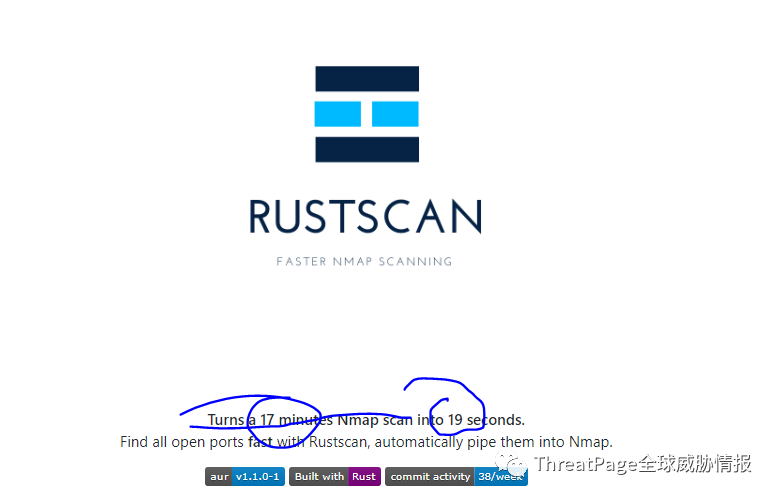 RUSTSCAN
FASTER NMAP SCANNING
Turns a 17 minutes Nmap scan into 19 seconds.
Find all open ports fast with Rustscan, automatically pipe them into Nmap.
aur v1.1.0-1 Built with Rust commit activity 38/week
ThreatPage全球威胁情报